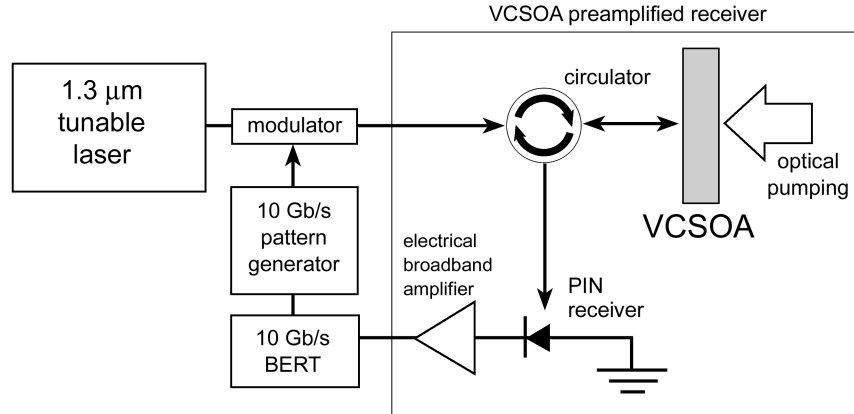 VCSOA preamplified receiver
1.3 μm
tunable
laser
modulator
circulator
optical
pumping
VCSOA
10 Gb/s
pattern
generator
electrical
broadband
amplifier
PIN
receiver
10 Gb/s
BERT